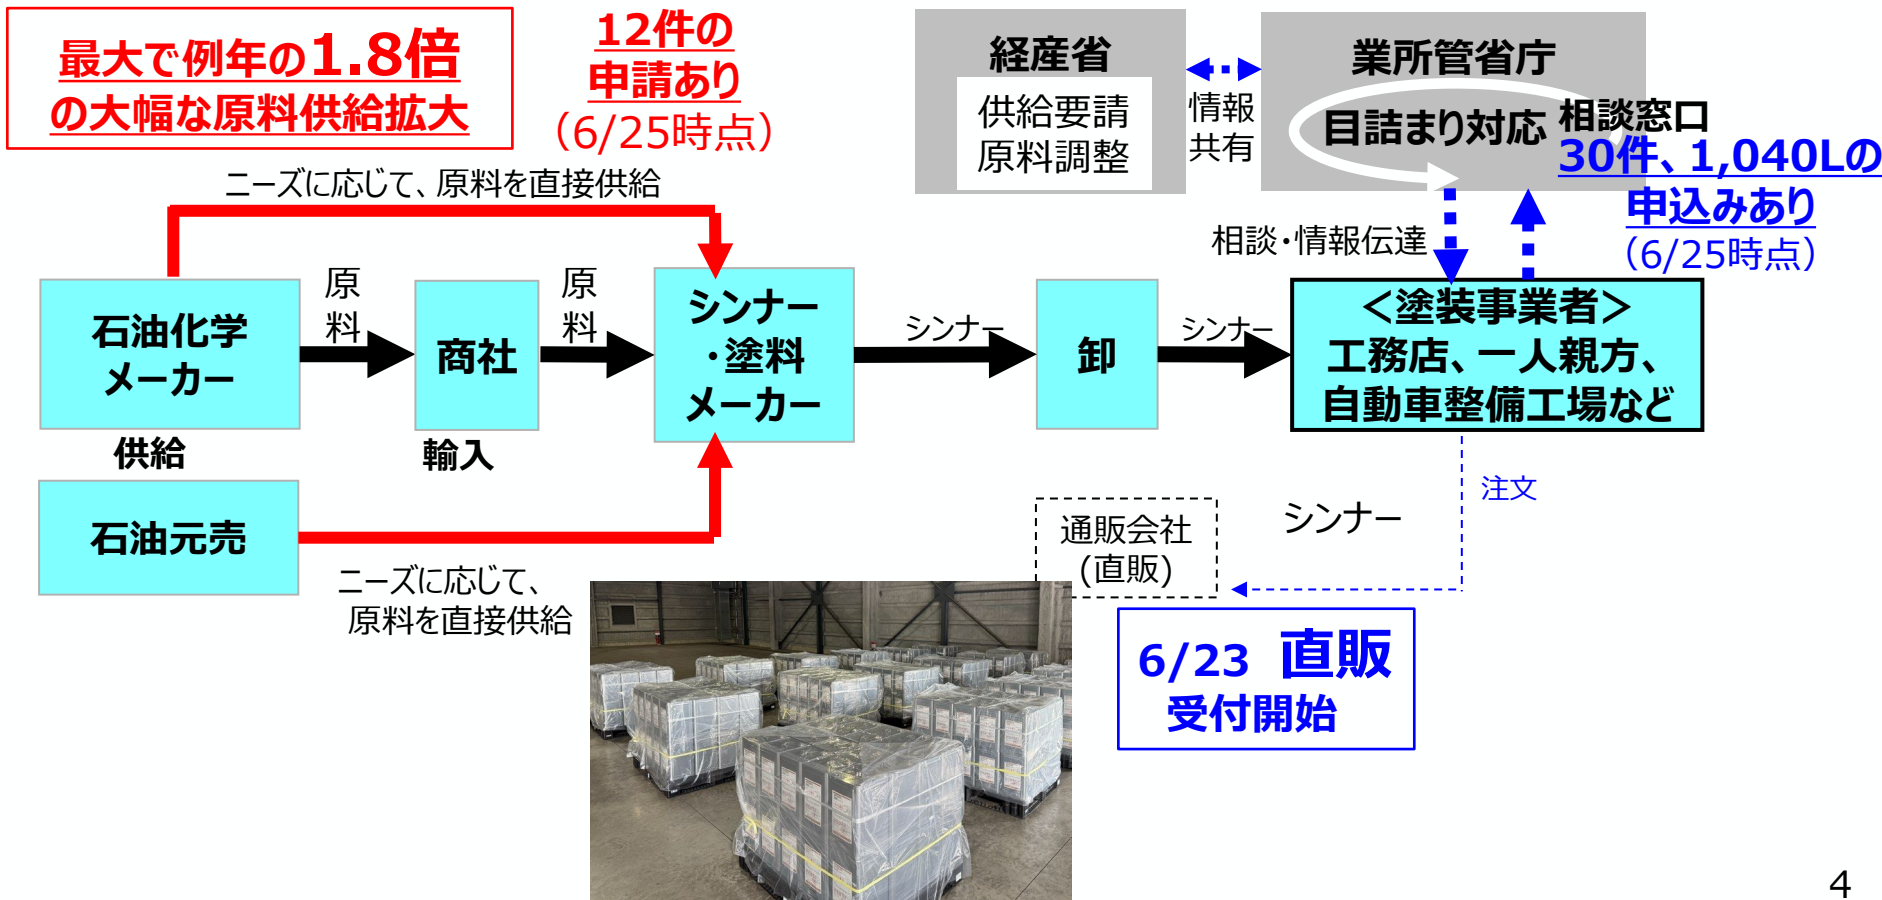 最大で例年の1.8倍
の大幅な原料供給拡大
12件の
申請あり
（6/25時点）
経産省
供給要請
原料調整
情報
共有
業所管省庁
目詰まり対応
相談窓口
30件、1,040Lの
申込みあり
（6/25時点）
ニーズに応じて、原料を直接供給
相談・情報伝達
石油化学
メーカー
原
料
商社
原
料
シンナー
・塗料
メーカー
シンナー
卸
シンナー
＜塗装事業者＞
工務店、一人親方、
自動車整備工場など
供給
輸入
石油元売
ニーズに応じて、
原料を直接供給
通販会社
(直販)
シンナー
注文
6/23 直販
受付開始
4